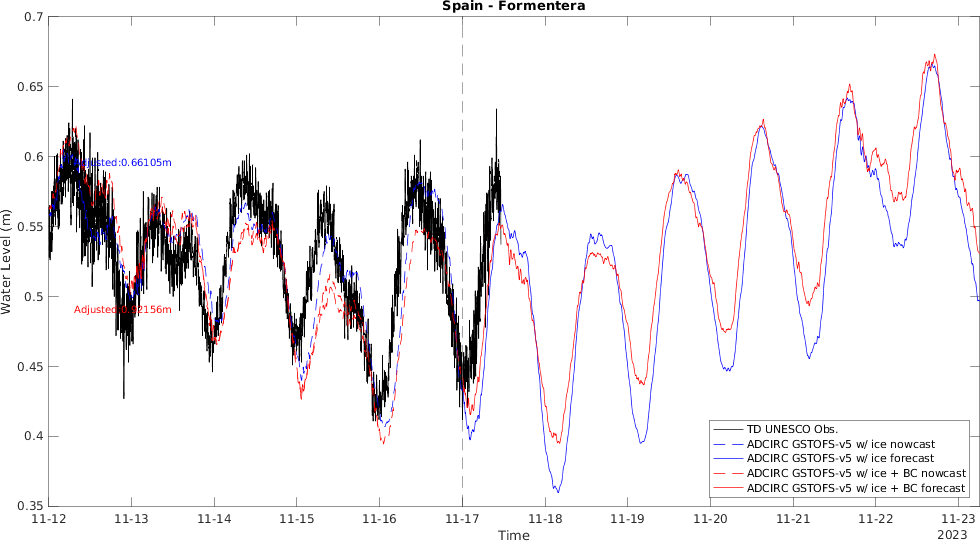 Spain - Formentera
0.7
0.65
0.6
0.55
0.5
0.45
0.4
0.35
Water Level (m)
Adjusted:0.66105m
TD UNESCO Obs.
ADCIRC GSTOFS-v5 w/ ice nowcast
ADCIRC GSTOFS-v5 w/ ice forecast
ADCIRC GSTOFS-v5 w/ ice + BC nowcast
ADCIRC GSTOFS-v5 w/ ice + BC forecast
11-12 11-13 11-14 11-15 11-16 11-17 11-18 11-19 11-20 11-21 11-22 11-23
Time
2023